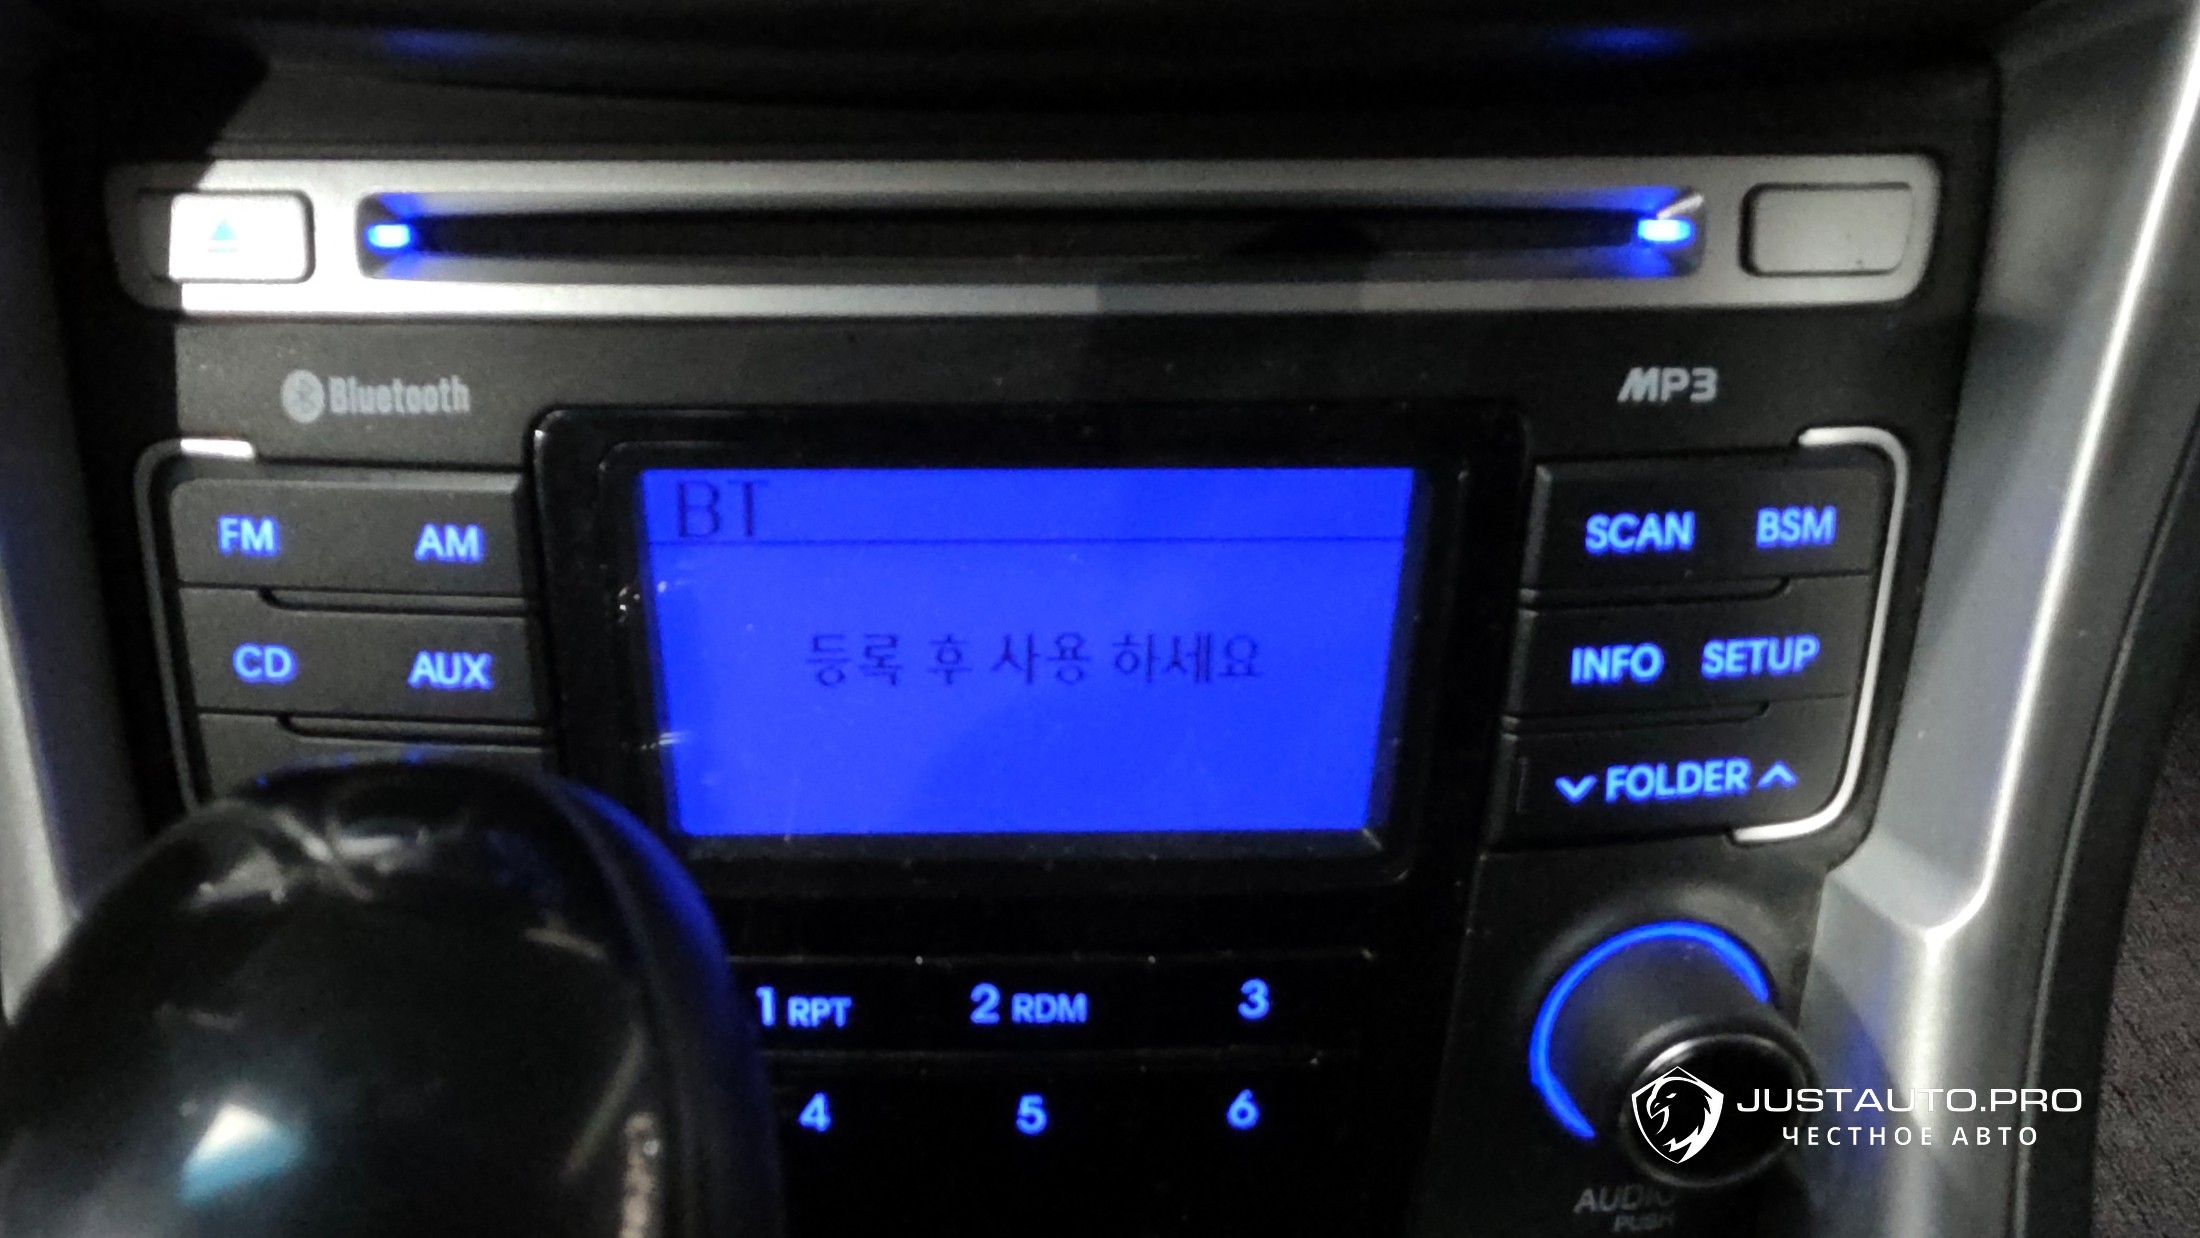 Bluetooth
MP3
BT
FM AM
SCAN BSM
등록 후 사용 하세요
CD AUX
INFO SETUP
FOLDER
1 RPT 2 RDM 3
4 5 6
JUSTAUTO.PRO
ЧЕСТНОЕ АВТО
AUDIO
PUSH